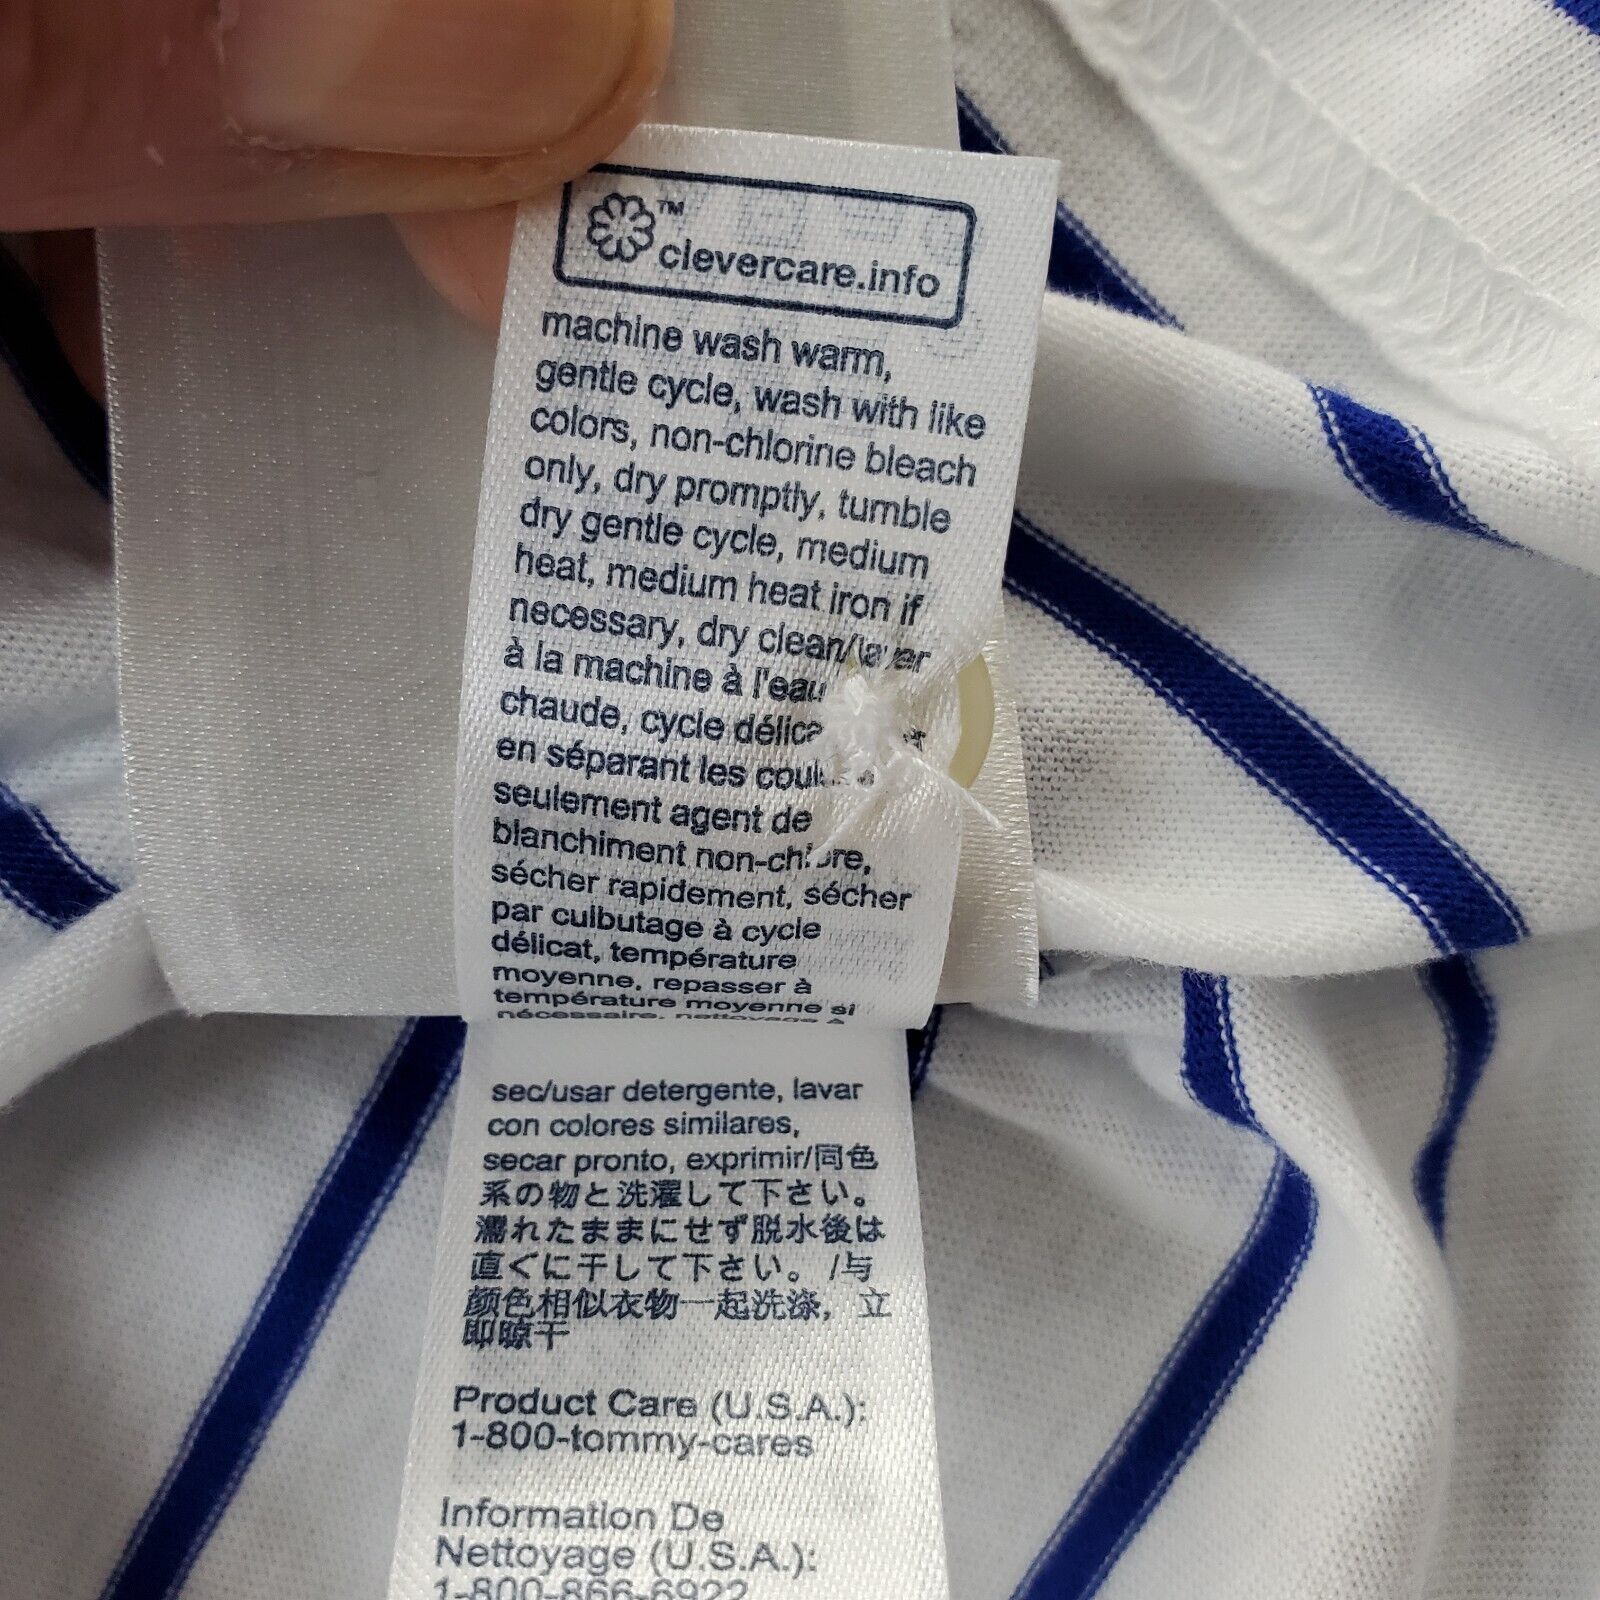 TM
clevercare.info
machine wash warm,
gentle cycle, wash with like
colors, non-chlorine bleach
only, dry promptly, tumble
dry gentle cycle, medium
heat, medium heat iron if
necessary, dry clean/laver
à la machine à l'eau
chaude, cycle
en séparant les
seulement agent de
blanchiment non-chlore,
sécher rapidement, sécher
par culbutage à cycle
délicat, température
moyenne, repasser à
température moyenne si
nécessaire, nettoyage à
sec/usar detergente, lavar
con colores similares,
secar pronto, exprimir/同色
系の物と洗濯して下さい。
濡れたままにせず脱水後は
直ぐに干して下さい。 /与
颜色相似衣物一起洗涤, 立
即晾干
Product Care (U.S.A.):
1-800-tommy-cares
Information De
Nettoyage (U.S.A.):
1-800-866-6922